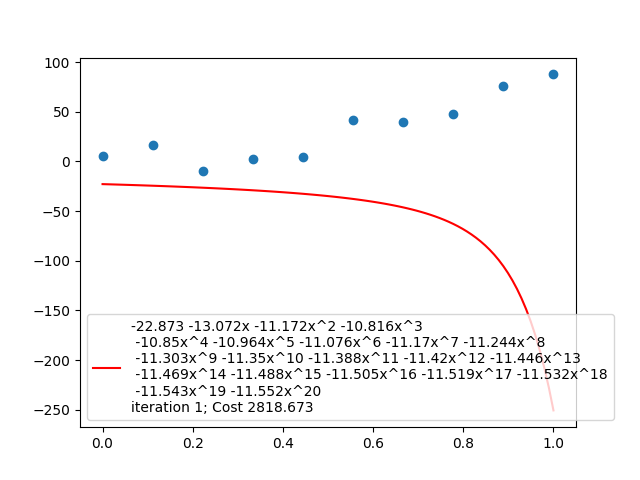 100
50
0
−50
−100
−150
−200
−250
-22.873 -13.072x -11.172x^2 -10.816x^3
-10.85x^4 -10.964x^5 -11.076x^6 -11.17x^7 -11.244x^8
-11.303x^9 -11.35x^10 -11.388x^11 -11.42x^12 -11.446x^13
-11.469x^14 -11.488x^15 -11.505x^16 -11.519x^17 -11.532x^18
-11.543x^19 -11.552x^20
iteration 1; Cost 2818.673
0.0 0.2 0.4 0.6 0.8 1.0